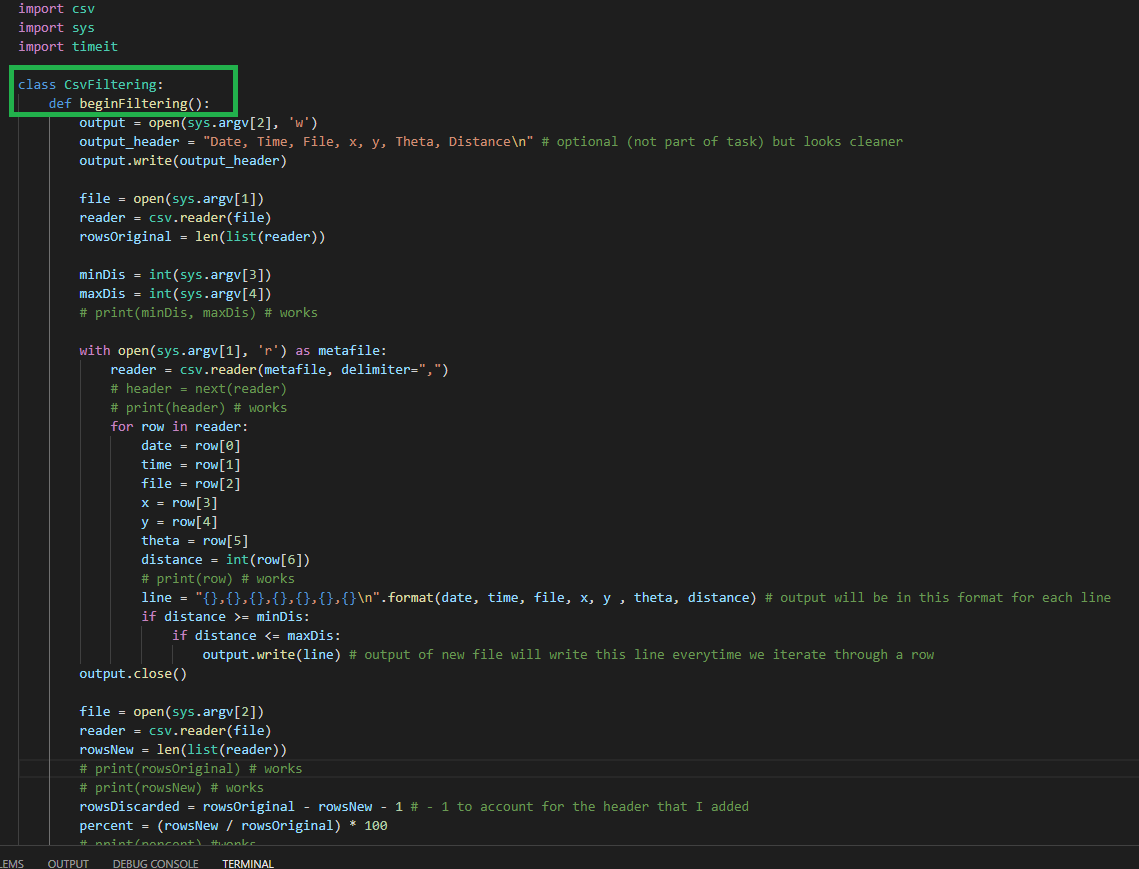 import csv
import sys
import timeit
class CsvFiltering:
    def beginFiltering():
        output = open(sys.argv[2], 'w')
        output_header = "Date, Time, File, x, y, Theta, Distance\n" # optional (not part of task) but looks cleaner
        output.write(output_header)
        file = open(sys.argv[1])
        reader = csv.reader(file)
        rowsOriginal = len(list(reader))
        minDis = int(sys.argv[3])
        maxDis = int(sys.argv[4])
        # print(minDis, maxDis) # works
        with open(sys.argv[1], 'r') as metafile:
            reader = csv.reader(metafile, delimiter=",")
            # header = next(reader)
            # print(header) # works
            for row in reader:
                date = row[0]
                time = row[1]
                file = row[2]
                x = row[3]
                y = row[4]
                theta = row[5]
                distance = int(row[6])
                # print(row) # works
                line = "{},{},{},{},{},{},{}\n".format(date, time, file, x, y , theta, distance) # output will be in this format for each line
                if distance >= minDis:
                    if distance <= maxDis:
                        output.write(line) # output of new file will write this line everytime we iterate through a row
        output.close()
        file = open(sys.argv[2])
        reader = csv.reader(file)
        rowsNew = len(list(reader))
        # print(rowsOriginal) # works
        # print(rowsNew) # works
        rowsDiscarded = rowsOriginal - rowsNew - 1 # - 1 to account for the header that I added
        percent = (rowsNew / rowsOriginal) * 100
        # print(percent) #works
LEMS OUTPUT DEBUG CONSOLE TERMINAL